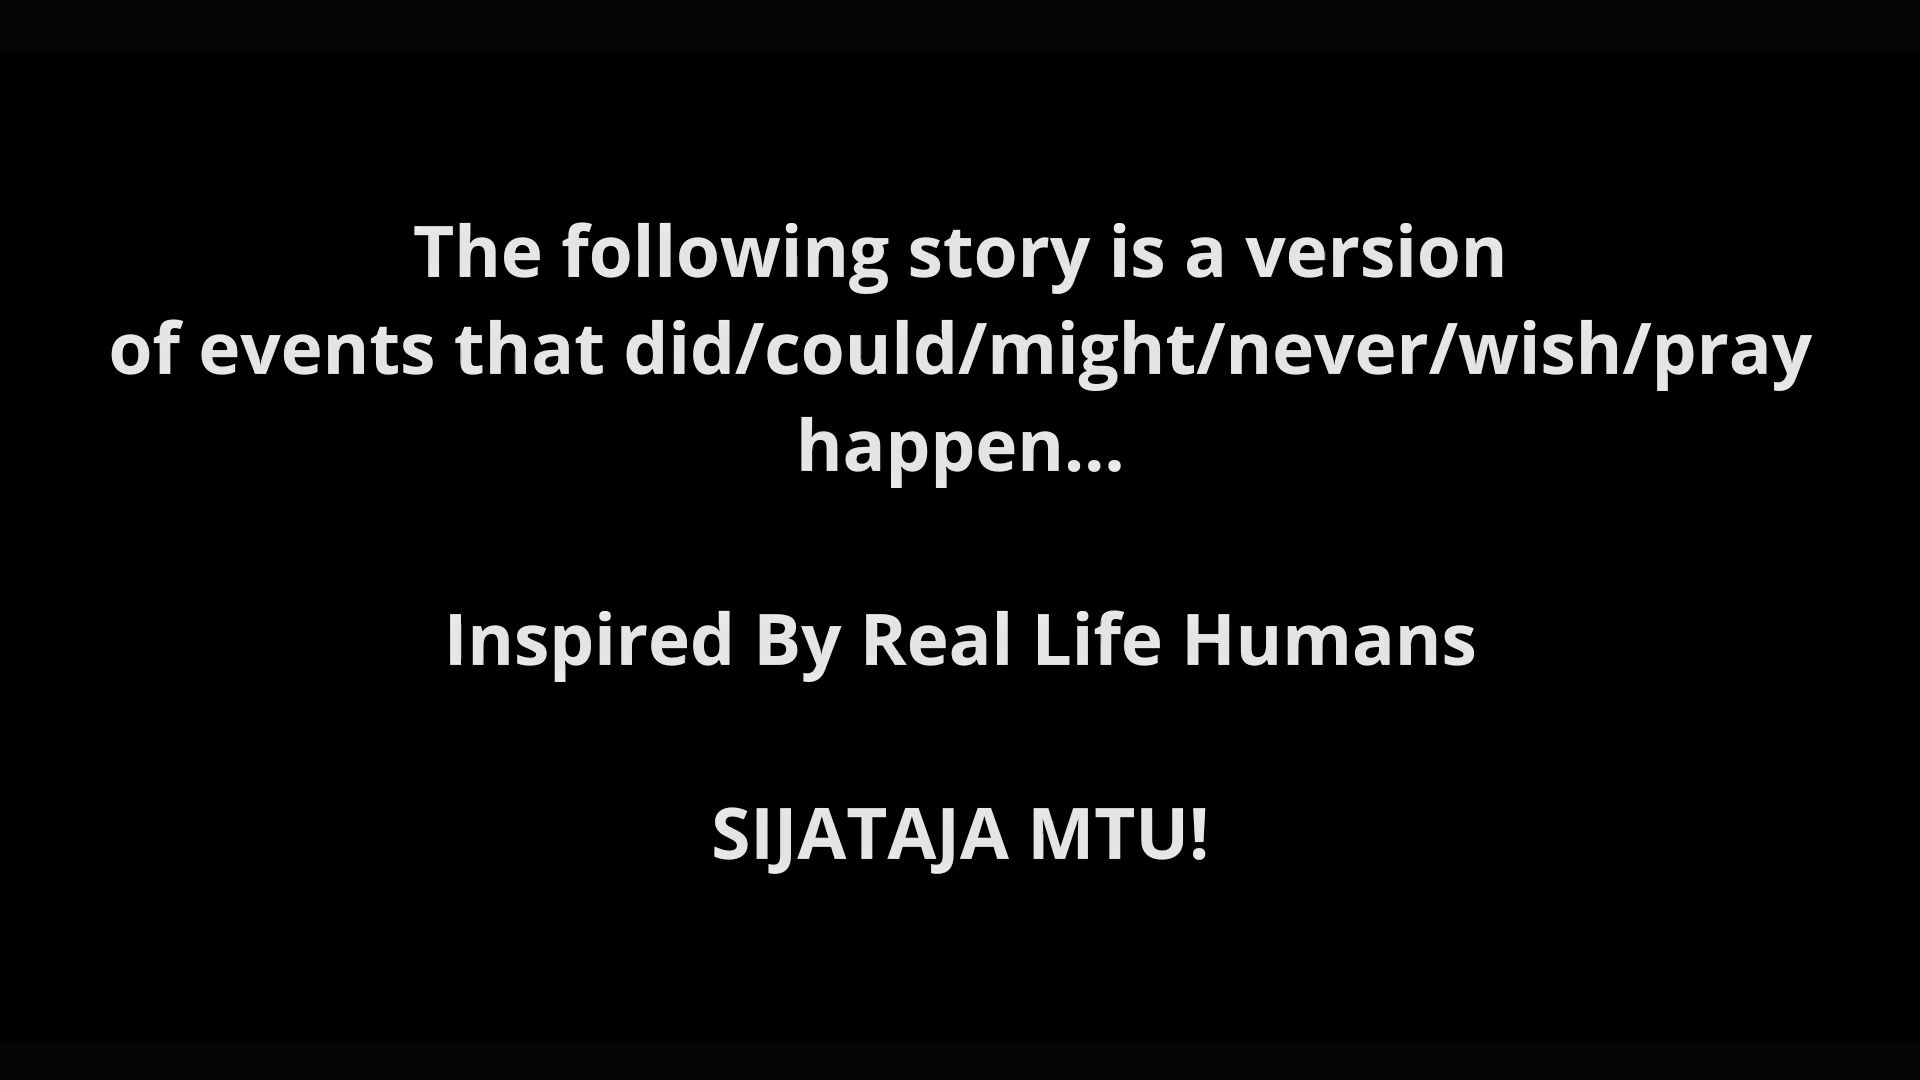 The following story is a version
of events that did/could/might/never/wish/pray
happen...
Inspired By Real Life Humans
SIJATAJA MTU!